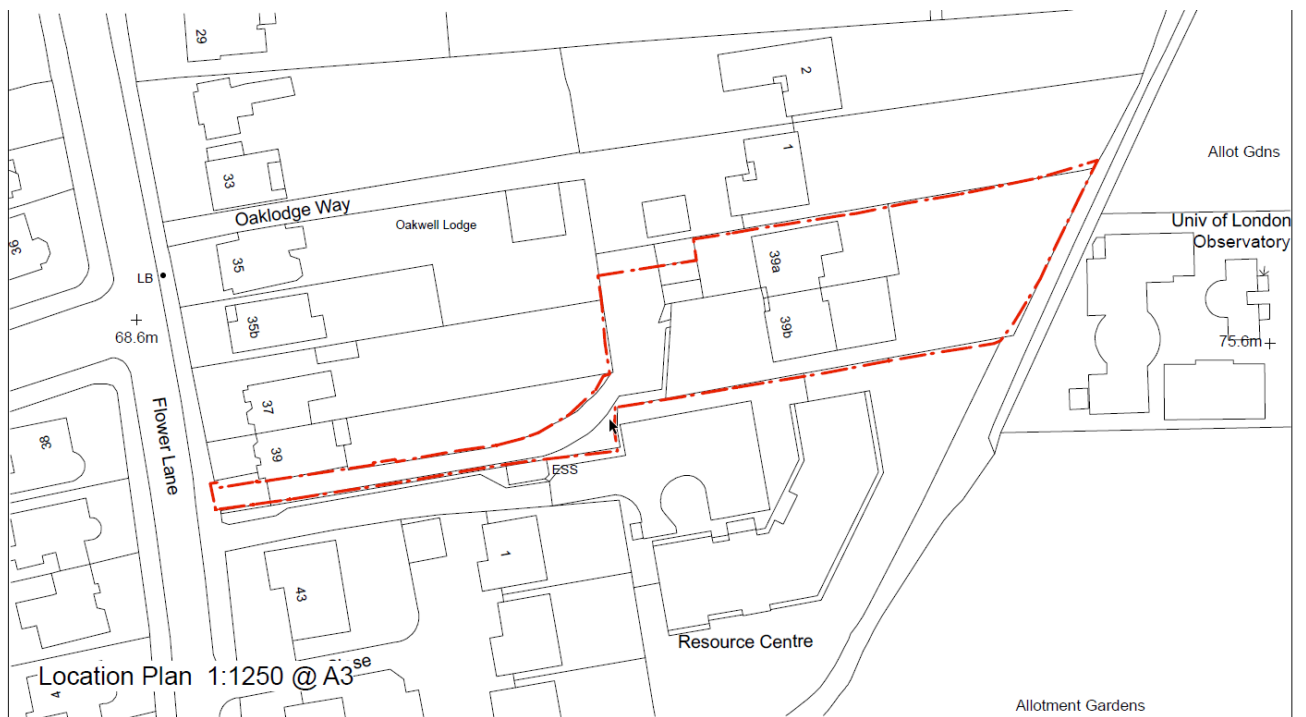 29
2
1
Allot Gdns
33
Oaklodge Way
Oakwell Lodge
Univ of London
Observatory
36
35
39a
LB
35b
39b
68.6m
75.6m
37
Flower Lane
38
39
ESS
1
43
Resource Centre
Location Plan 1:1250 @ A3
4
Allotment Gardens